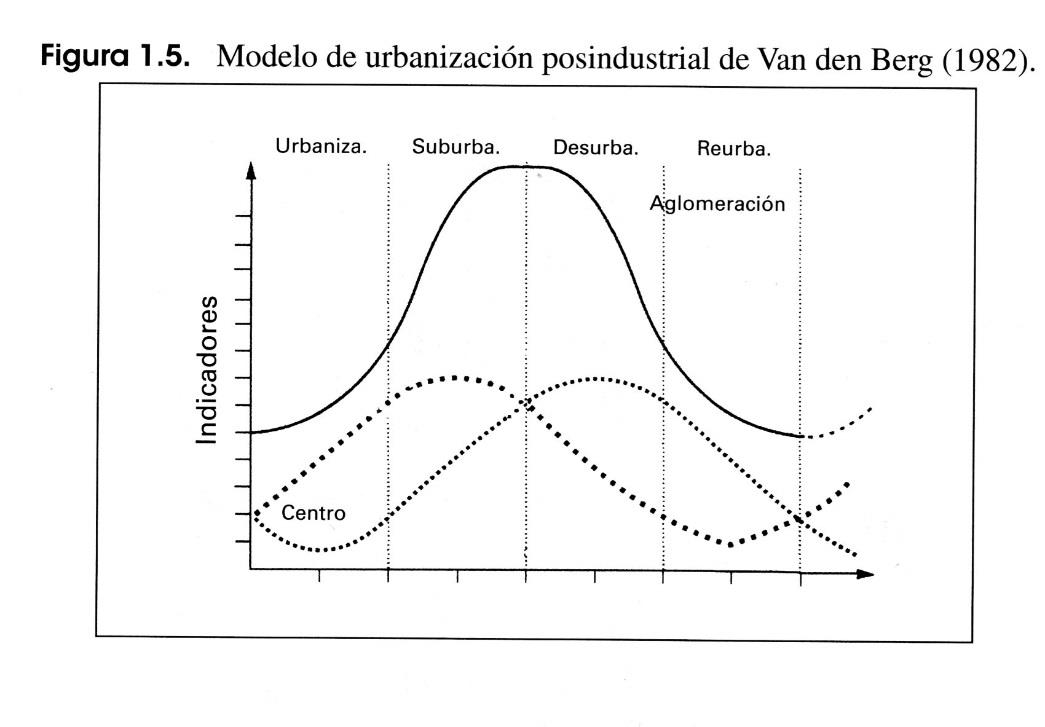 Figura 1.5. Modelo de urbanización posindustrial de Van den Berg (1982).
Urbaniza. Suburba. Desurba. Reurba.
Aglomeración
Indicadores
Centro